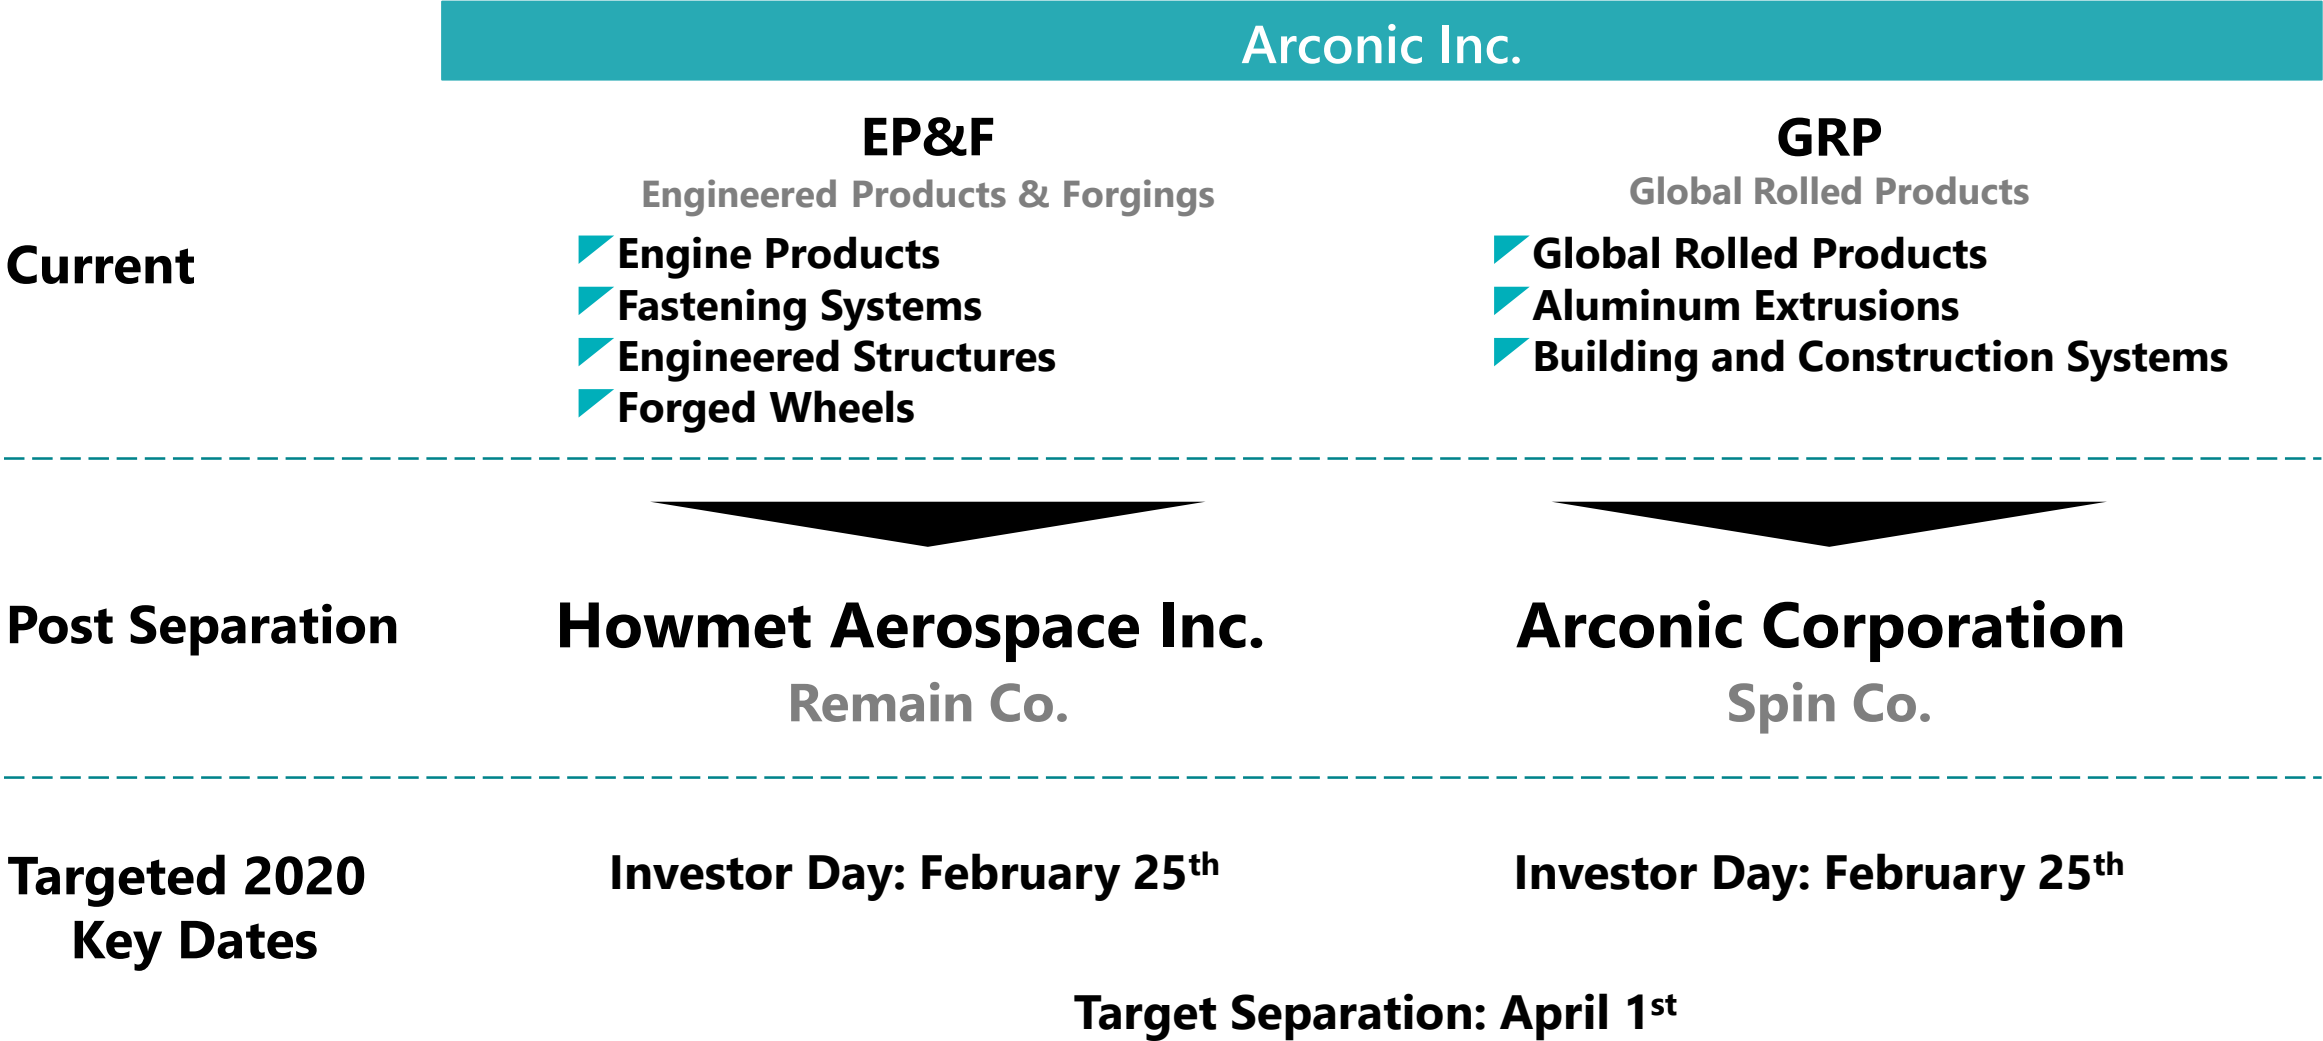 Arconic Inc.
EP&F
GRP
Engineered Products & Forgings
Global Rolled Products
Current
Engine Products
Fastening Systems
Engineered Structures
Forged Wheels
Global Rolled Products
Aluminum Extrusions
Building and Construction Systems
Post Separation
Howmet Aerospace Inc.
Remain Co.
Arconic Corporation
Spin Co.
Targeted 2020
Key Dates
Investor Day: February 25th
Investor Day: February 25th
Target Separation: April 1st